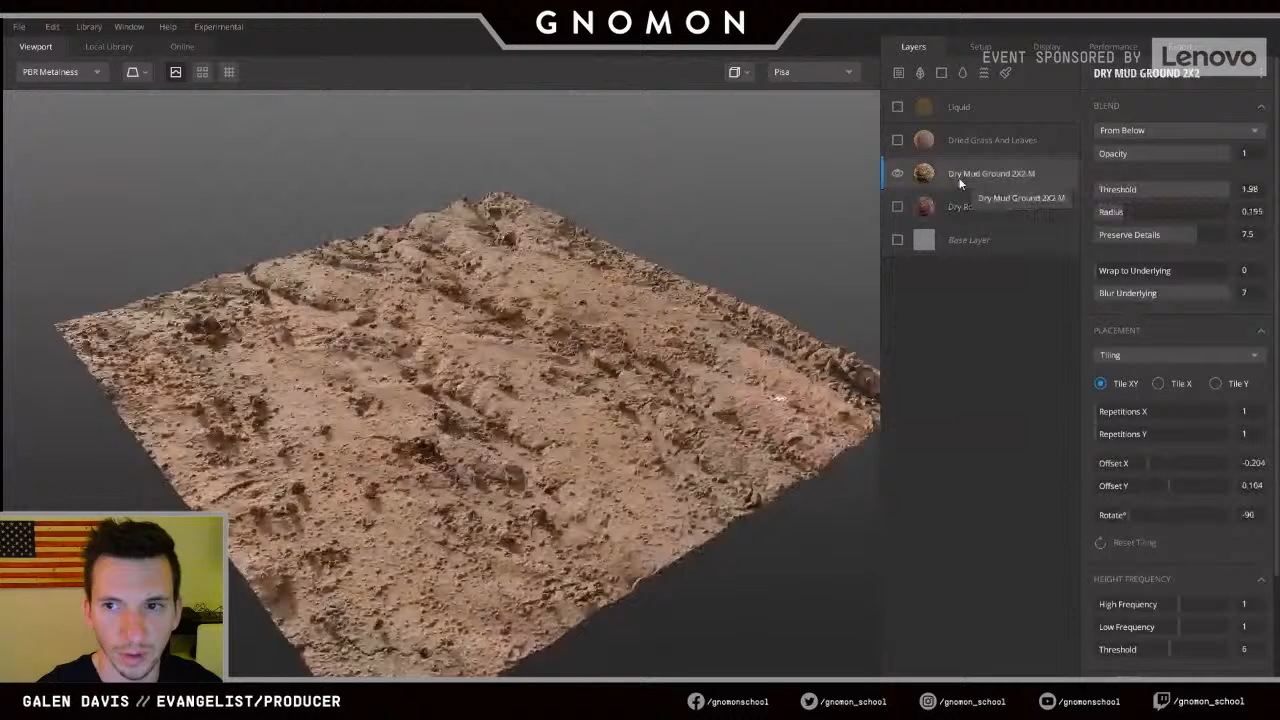 GNOMON
File Edit Library Window Help Experimental
Viewport Local Library Online
Layers Setup Display Performance
EVENT SPONSORED BY Lenovo
PBR Metalness
Pisa
DRY MUD GROUND 2X2
Liquid
Dried Grass And Leaves
Dry Mud Ground 2X2 M
Dry Mud Ground 2X2 M
Dry
Base Layer
BLEND
From Below
Opacity 1
Threshold 1.98
Radius 0.195
Preserve Details 7.5
Wrap to Underlying 0
Blur Underlying 7
PLACEMENT
Tiling
Tile XY Tile X Tile Y
Repetitions X 1
Repetitions Y 1
Offset X -0.204
Offset Y 0.104
Rotate° -90
Reset Tiling
HEIGHT FREQUENCY
High Frequency 1
Low Frequency 1
Threshold 6
GALEN DAVIS // EVANGELIST/PRODUCER
/gnomonschool /gnomon_school /gnomon_school /gnomonschool /gnomon_school